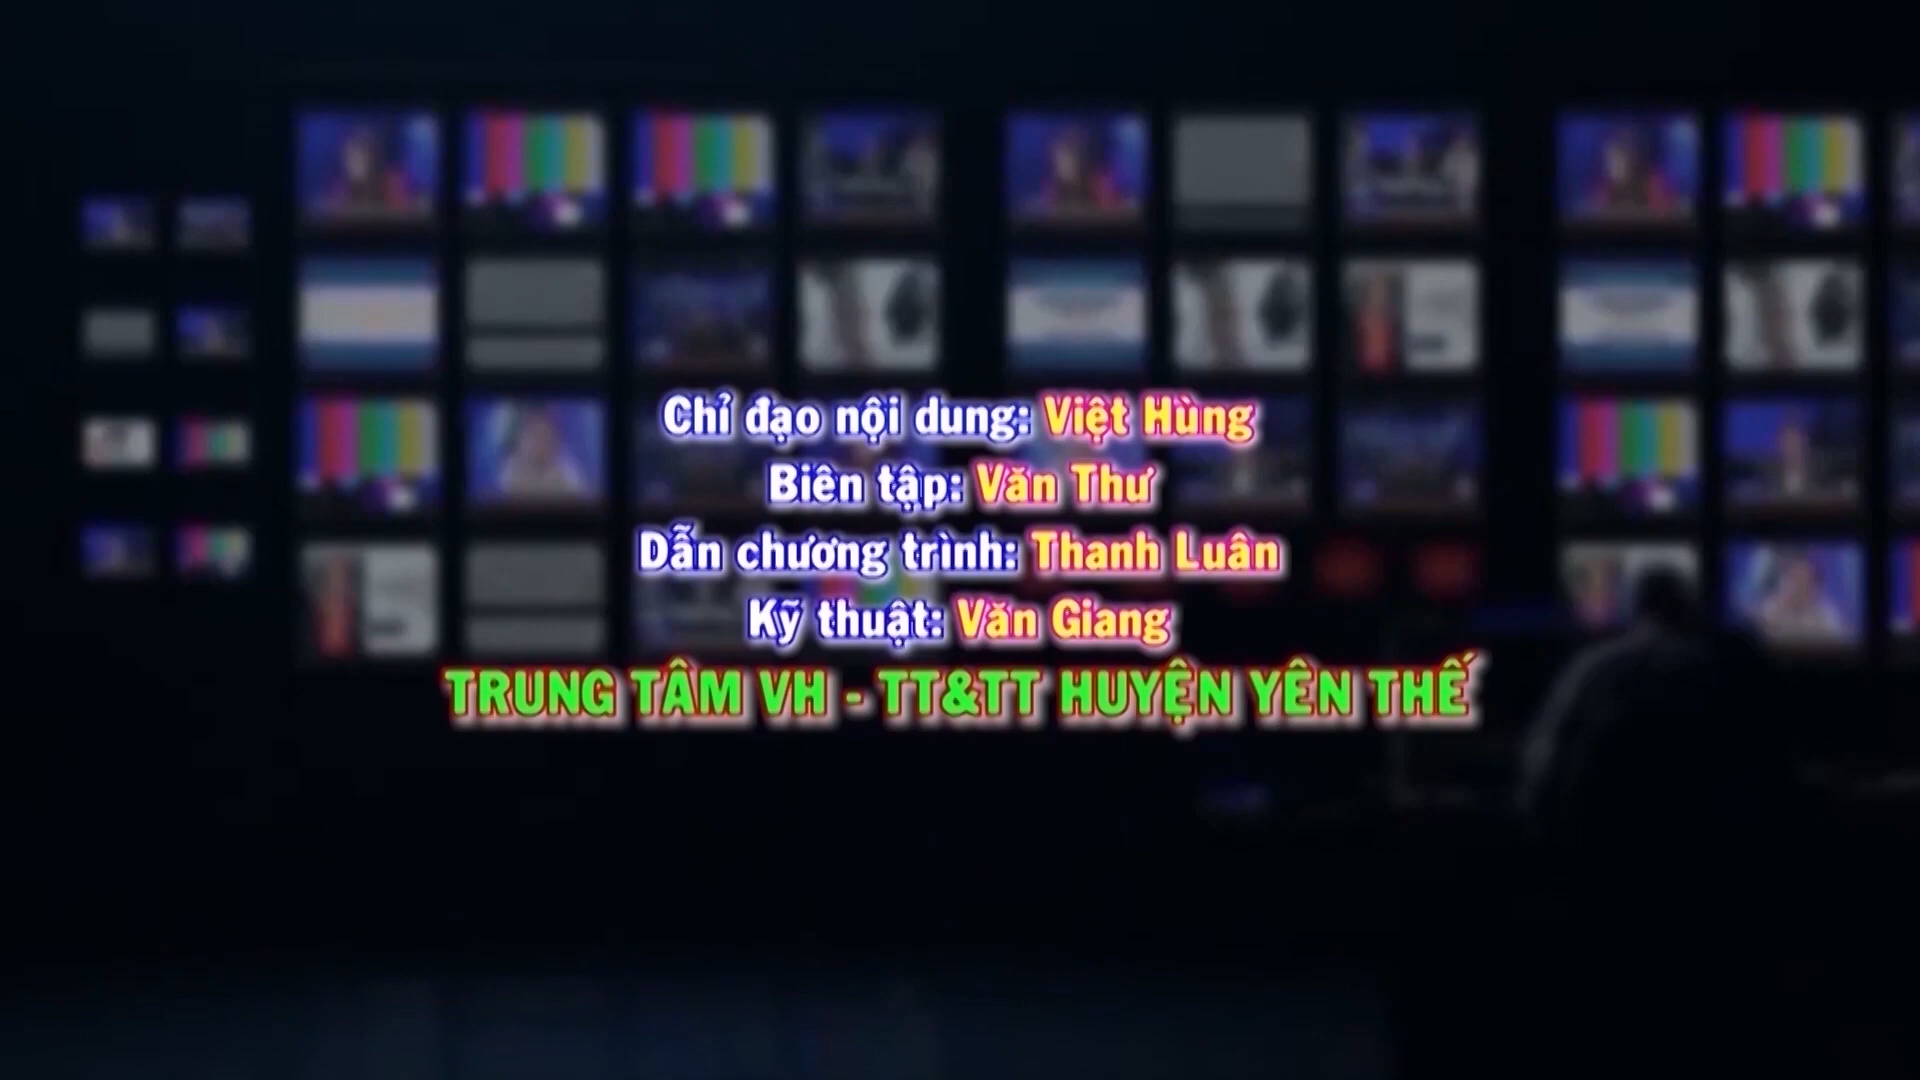 Chỉ đạo nội dung: Việt Hùng
Biên tập: Văn Thư
Dẫn chương trình: Thanh Luân
Kỹ thuật: Văn Giang
TRUNG TÂM VH - TT&TT HUYỆN YÊN THẾ